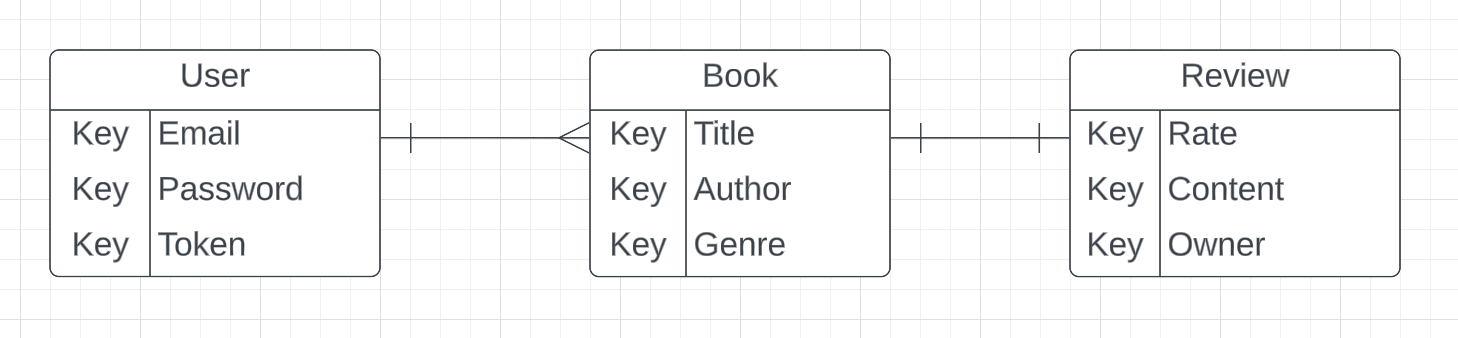 User
Key Email
Key Password
Key Token
Book
Key Title
Key Author
Key Genre
Review
Key Rate
Key Content
Key Owner